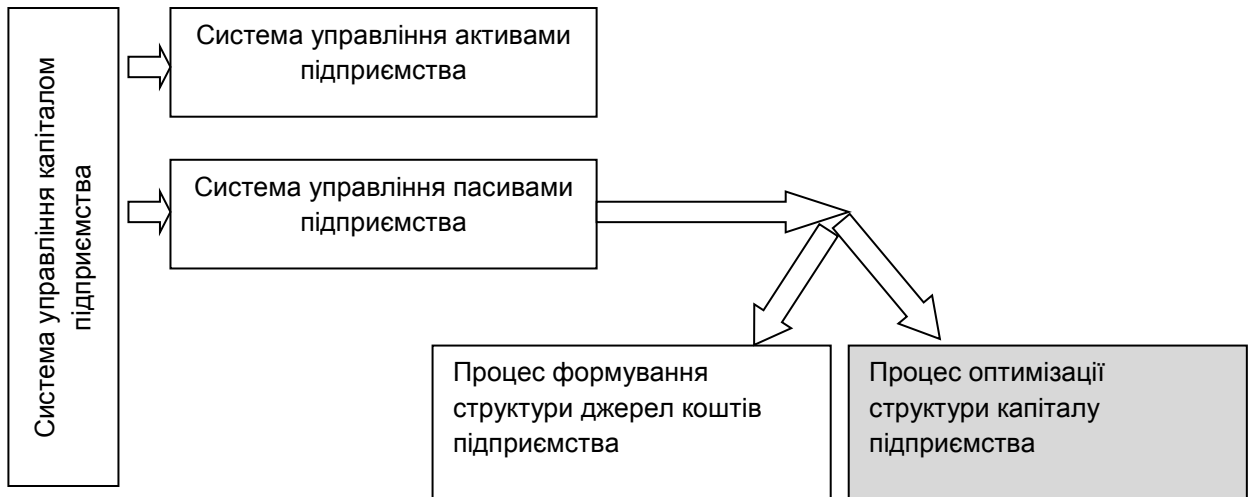 Система управління капіталом
підприємства
Система управління активами
підприємства
Система управління пасивами
підприємства
Процес формування
структури джерел коштів
підприємства
Процес оптимізації
структури капіталу
підприємства